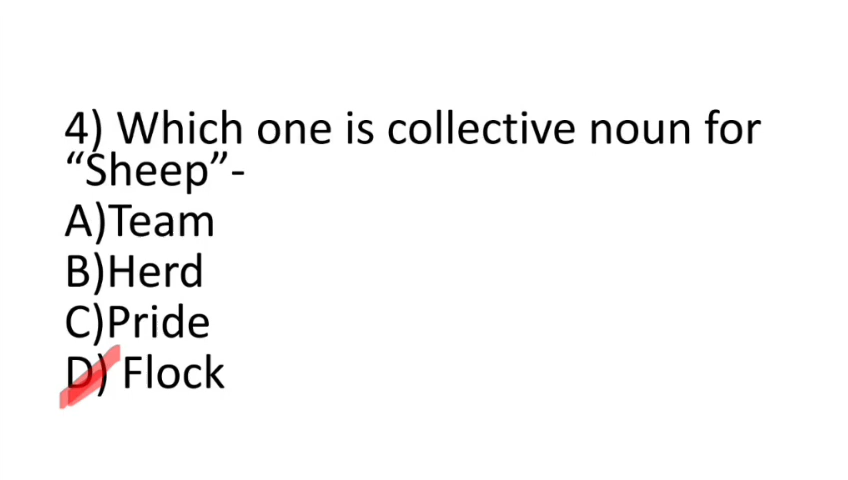 4) Which one is collective noun for
“Sheep”-
A)Team
B)Herd
C)Pride
D) Flock